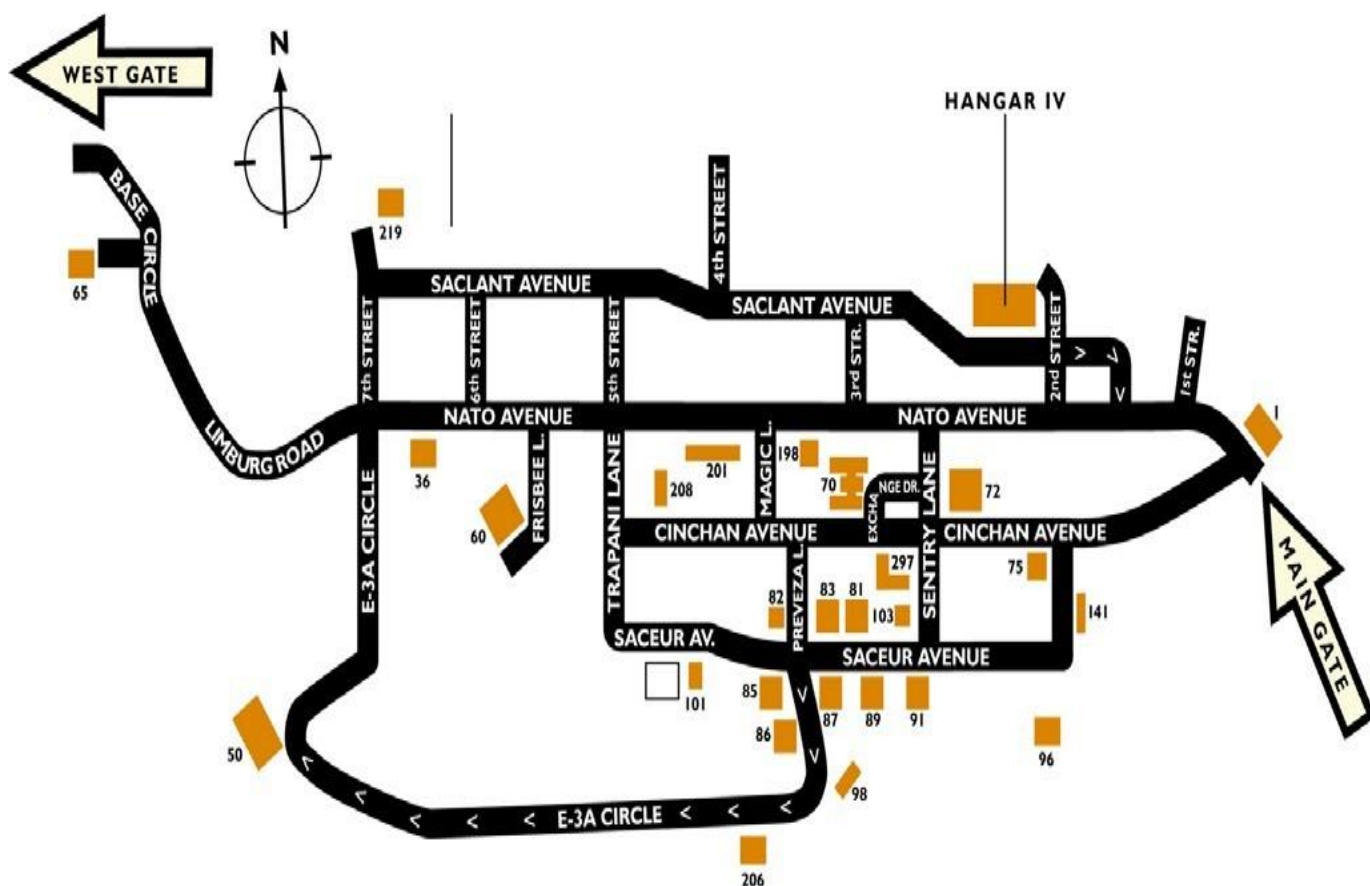 WEST GATE
N
HANGAR IV
BASE CIRCLE
4th STREET
219
SACLANT AVENUE
65
SACLANT AVENUE
7th STREET
6th STREET
5th STREET
3rd STR.
2nd STREET
1st STR.
NATO AVENUE
NATO AVENUE
1
LIMBURG ROAD
36
FRISBEE L.
201
MAGIC L.
198
70
NGE DR.
EXCHA
72
208
60
TRAPANI LANE
CINCHAN AVENUE
SENTRY LANE
CINCHAN AVENUE
E-3A CIRCLE
PREVEZA L.
297
75
82
83
81
103
141
MAIN GATE
SACEUR AV.
SACEUR AVENUE
101
85
87
89
91
86
96
50
98
E-3A CIRCLE
206